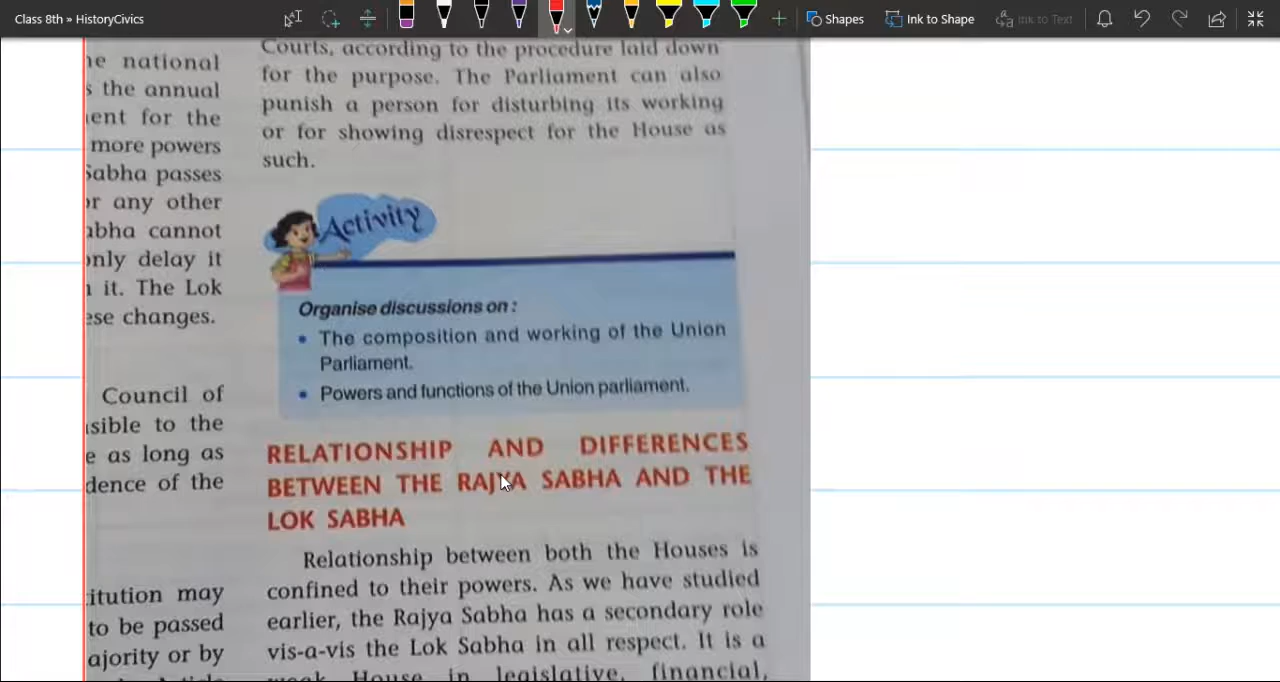 Class 8th » HistoryCivics
Shapes
Ink to Shape
Ink to Text
national
s the annual
for the
more powers
Sabha passes
or any other
cannot
only delay it
it. The Lok
changes.
Council of
to the
e as long as
of the
may
to be passed
or by
Courts, according to the procedure laid down
for the purpose. The Parliament can also
punish a person for disturbing its working
or for showing disrespect for the House as
such.
Activity
Organise discussions on :
• The composition and working of the Union
Parliament.
• Powers and functions of the Union parliament.
RELATIONSHIP AND DIFFERENCES
BETWEEN THE RAJYA SABHA AND THE
LOK SABHA
Relationship between both the Houses is
confined to their powers. As we have studied
earlier, the Rajya Sabha has a secondary role
vis-a-vis the Lok Sabha in all respect. It is a
weak House in legislative, financial,